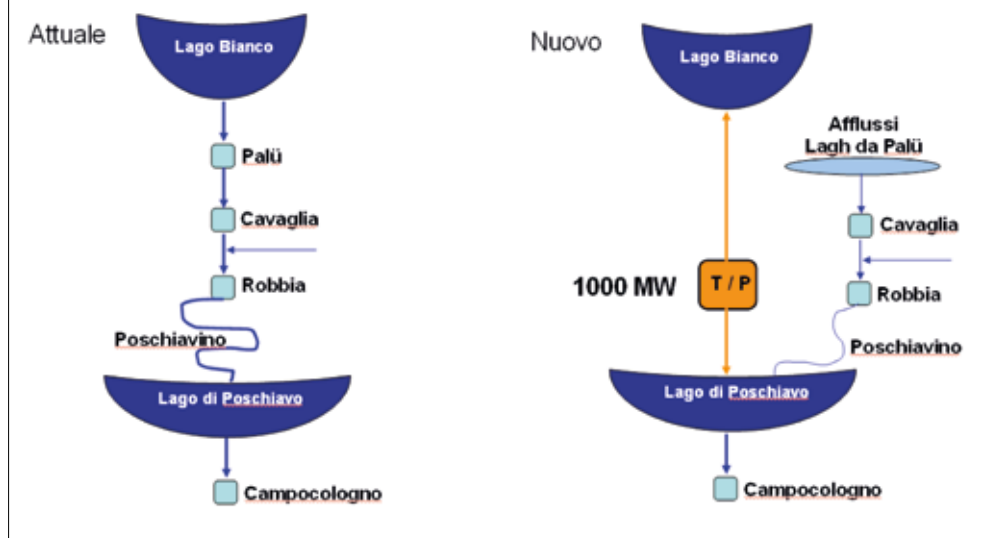 Attuale
Lago Bianco
Palü
Cavaglia
Robbia
Poschiavino
Lago di Poschiavo
Campocologno
Nuovo
Lago Bianco
Afflussi
Lagh da Palü
Cavaglia
1000 MW
T / P
Robbia
Poschiavino
Lago di Poschiavo
Campocologno